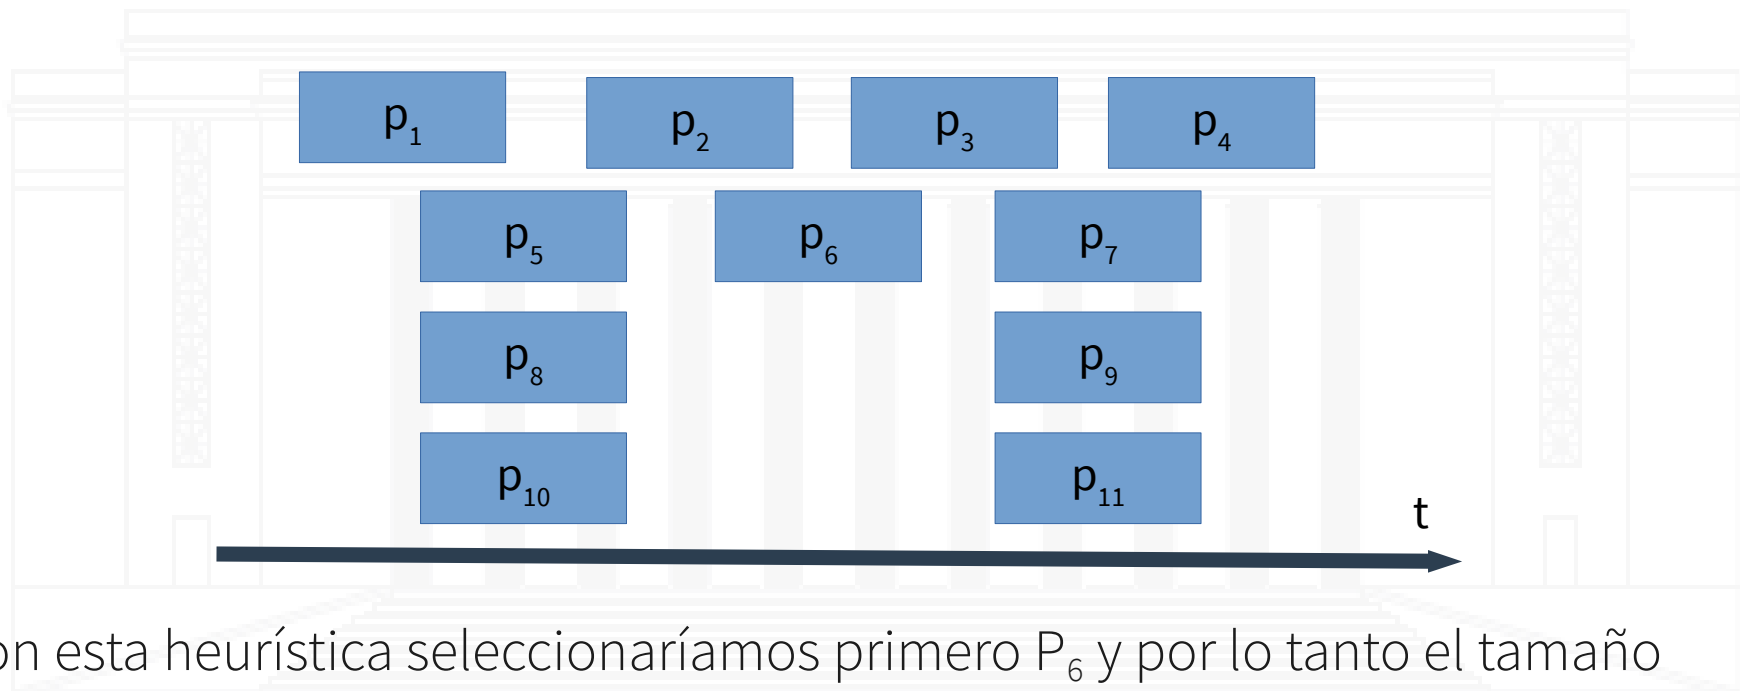 p₁ p₂ p₃ p₄
p₅ p₆ p₇
p₈ p₉
p₁₀ p₁₁
t
on esta heurística seleccionaríamos primero P₆ y por lo tanto el tamaño